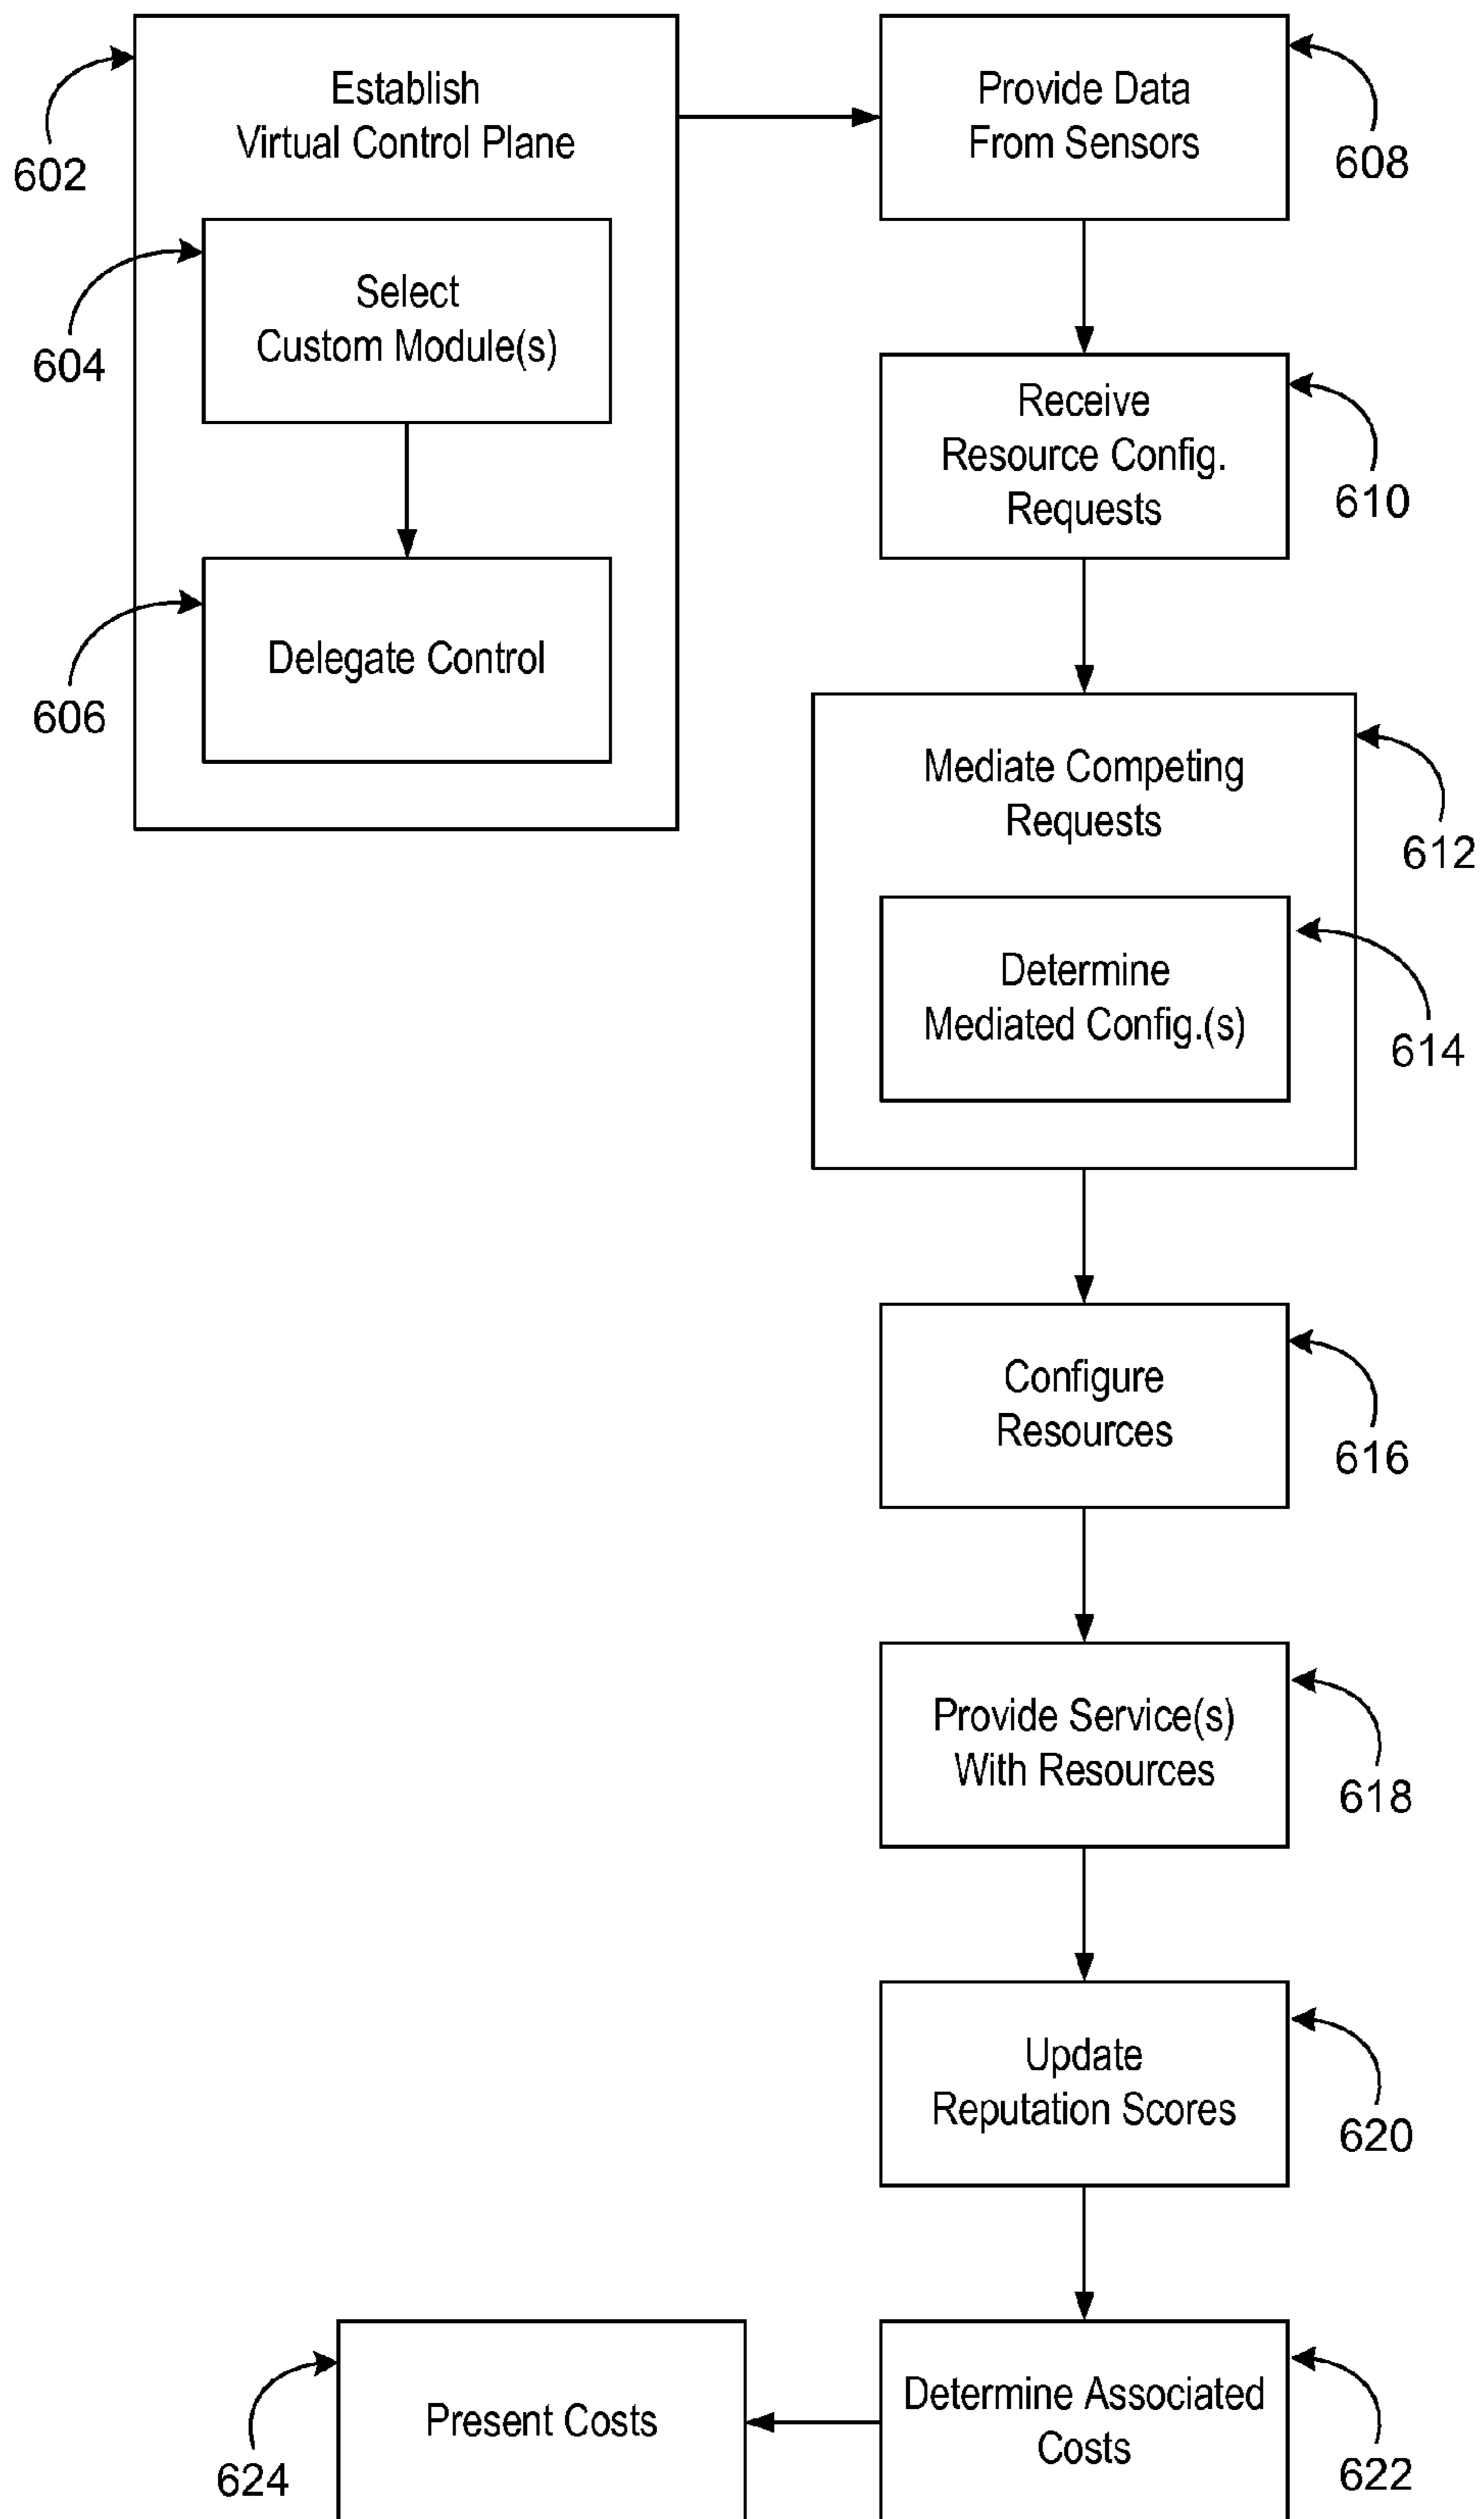 Establish
Virtual Control Plane
602
Select
Custom Module(s)
604
Delegate Control
606
Provide Data
From Sensors
608
Receive
Resource Config.
Requests
610
Mediate Competing
Requests
612
Determine
Mediated Config.(s)
614
Configure
Resources
616
Provide Service(s)
With Resources
618
Update
Reputation Scores
620
Determine Associated
Costs
622
Present Costs
624